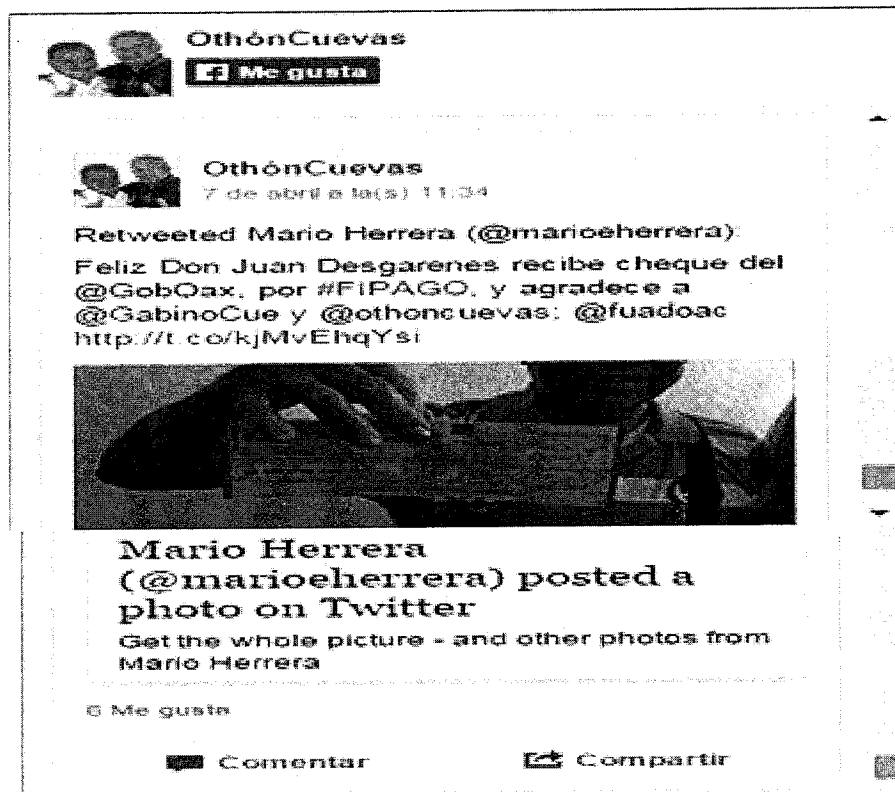 OthónCuevas
Me gusta
OthónCuevas
7 de abril a la(s) 11:34
Retweeted Mario Herrera (@marioeherrera):
Feliz Don Juan Desgarenes recibe cheque del
@GobOax, por #FIPAGO, y agradece a
@GabinoCue y @othoncuevas; @fuadoac
http://t.co/kjMvEhqYsi
Mario Herrera
(@marioeherrera) posted a
photo on Twitter
Get the whole picture - and other photos from
Mario Herrera
6 Me gusta
Comentar
Compartir